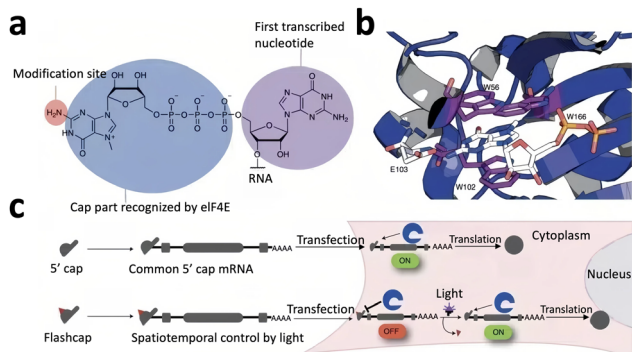 a
First transcribed
nucleotide
Modification site
OH OH
H₂N
N
N
HN
N
N⁺
O
O
O
P
O
O⁻
O
P
O
O⁻
O
P
O
O⁻
O
O
O
N
N
NH
N
NH₂
O
OH
RNA
Cap part recognized by eIF4E
b
W56
W166
E103
W102
c
5’ cap
Common 5’ cap mRNA
AAAA
Transfection
AAAA
ON
Translation
Cytoplasm
Nucleus
Flashcap
Spatiotemporal control by light
AAAA
Transfection
AAAA
OFF
Light
AAAA
ON
Translation